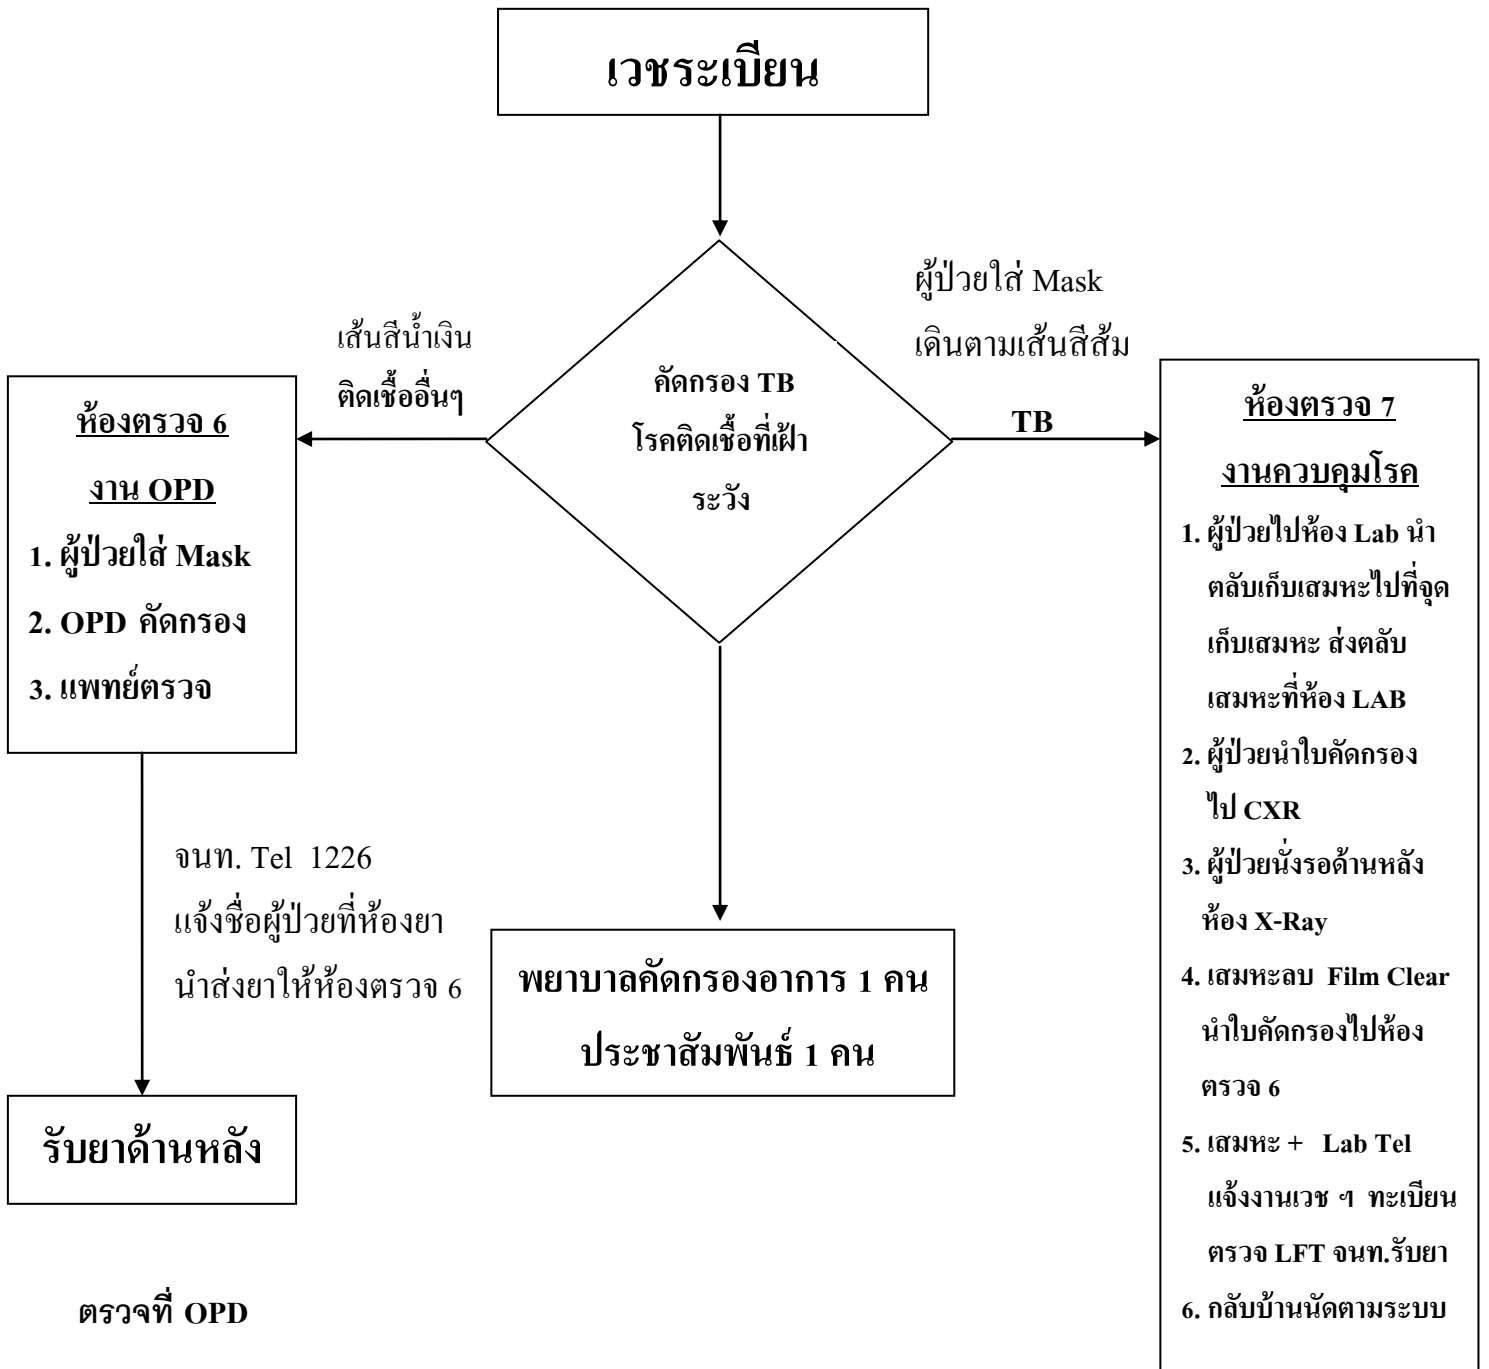 เวชระเบียน
ผู้ป่วยใส่ Mask
เดินตามเส้นสีส้ม
เส้นสีน้ำเงิน
ติดเชื้ออื่นๆ
คัดกรอง TB
โรคติดเชื้อที่เฝ้า
ระวัง
TB
ห้องตรวจ 6
งาน OPD
1. ผู้ป่วยใส่ Mask
2. OPD คัดกรอง
3. แพทย์ตรวจ
ห้องตรวจ 7
งานควบคุมโรค
1. ผู้ป่วยไปห้อง Lab นำ
ตลับเก็บเสมหะไปที่จุด
เก็บเสมหะ ส่งตลับ
เสมหะที่ห้อง LAB
2. ผู้ป่วยนำใบคัดกรอง
ไป CXR
3. ผู้ป่วยนั่งรอด้านหลัง
ห้อง X-Ray
4. เสมหะลบ Film Clear
นำใบคัดกรองไปห้อง
ตรวจ 6
5. เสมหะ + Lab Tel
แจ้งงานเวช ฯ ทะเบียน
ตรวจ LFT จนท.รับยา
6. กลับบ้านนัดตามระบบ
จนท. Tel 1226
แจ้งชื่อผู้ป่วยที่ห้องยา
นำส่งยาให้ห้องตรวจ 6
พยาบาลคัดกรองอาการ 1 คน
ประชาสัมพันธ์ 1 คน
รับยาด้านหลัง
ตรวจที่ OPD